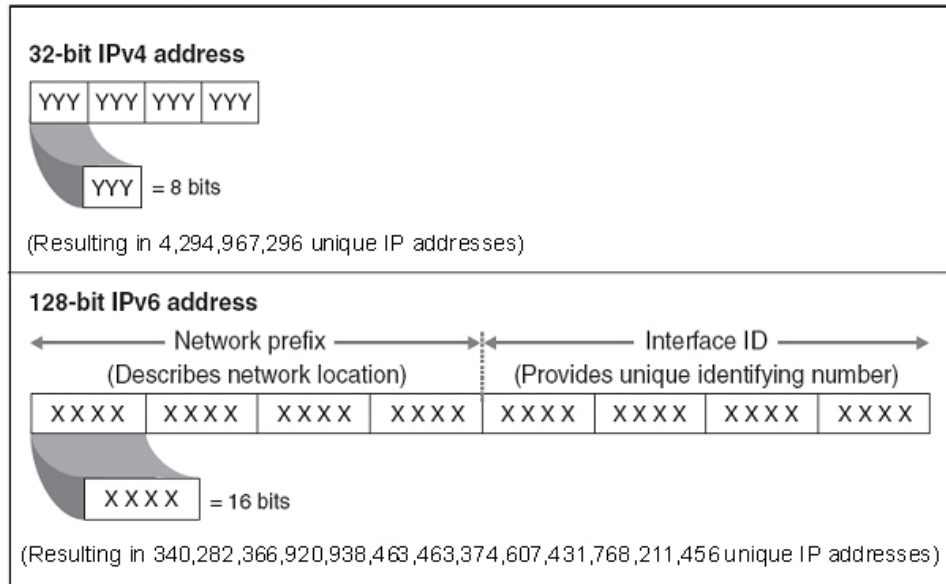 32-bit IPv4 address
YYY YYY YYY YYY
YYY = 8 bits
(Resulting in 4,294,967,296 unique IP addresses)
128-bit IPv6 address
Network prefix Interface ID
(Describes network location) (Provides unique identifying number)
XXXX XXXX XXXX XXXX XXXX XXXX XXXX XXXX
XXXX = 16 bits
(Resulting in 340,282,366,920,938,463,463,374,607,431,768,211,456 unique IP addresses)